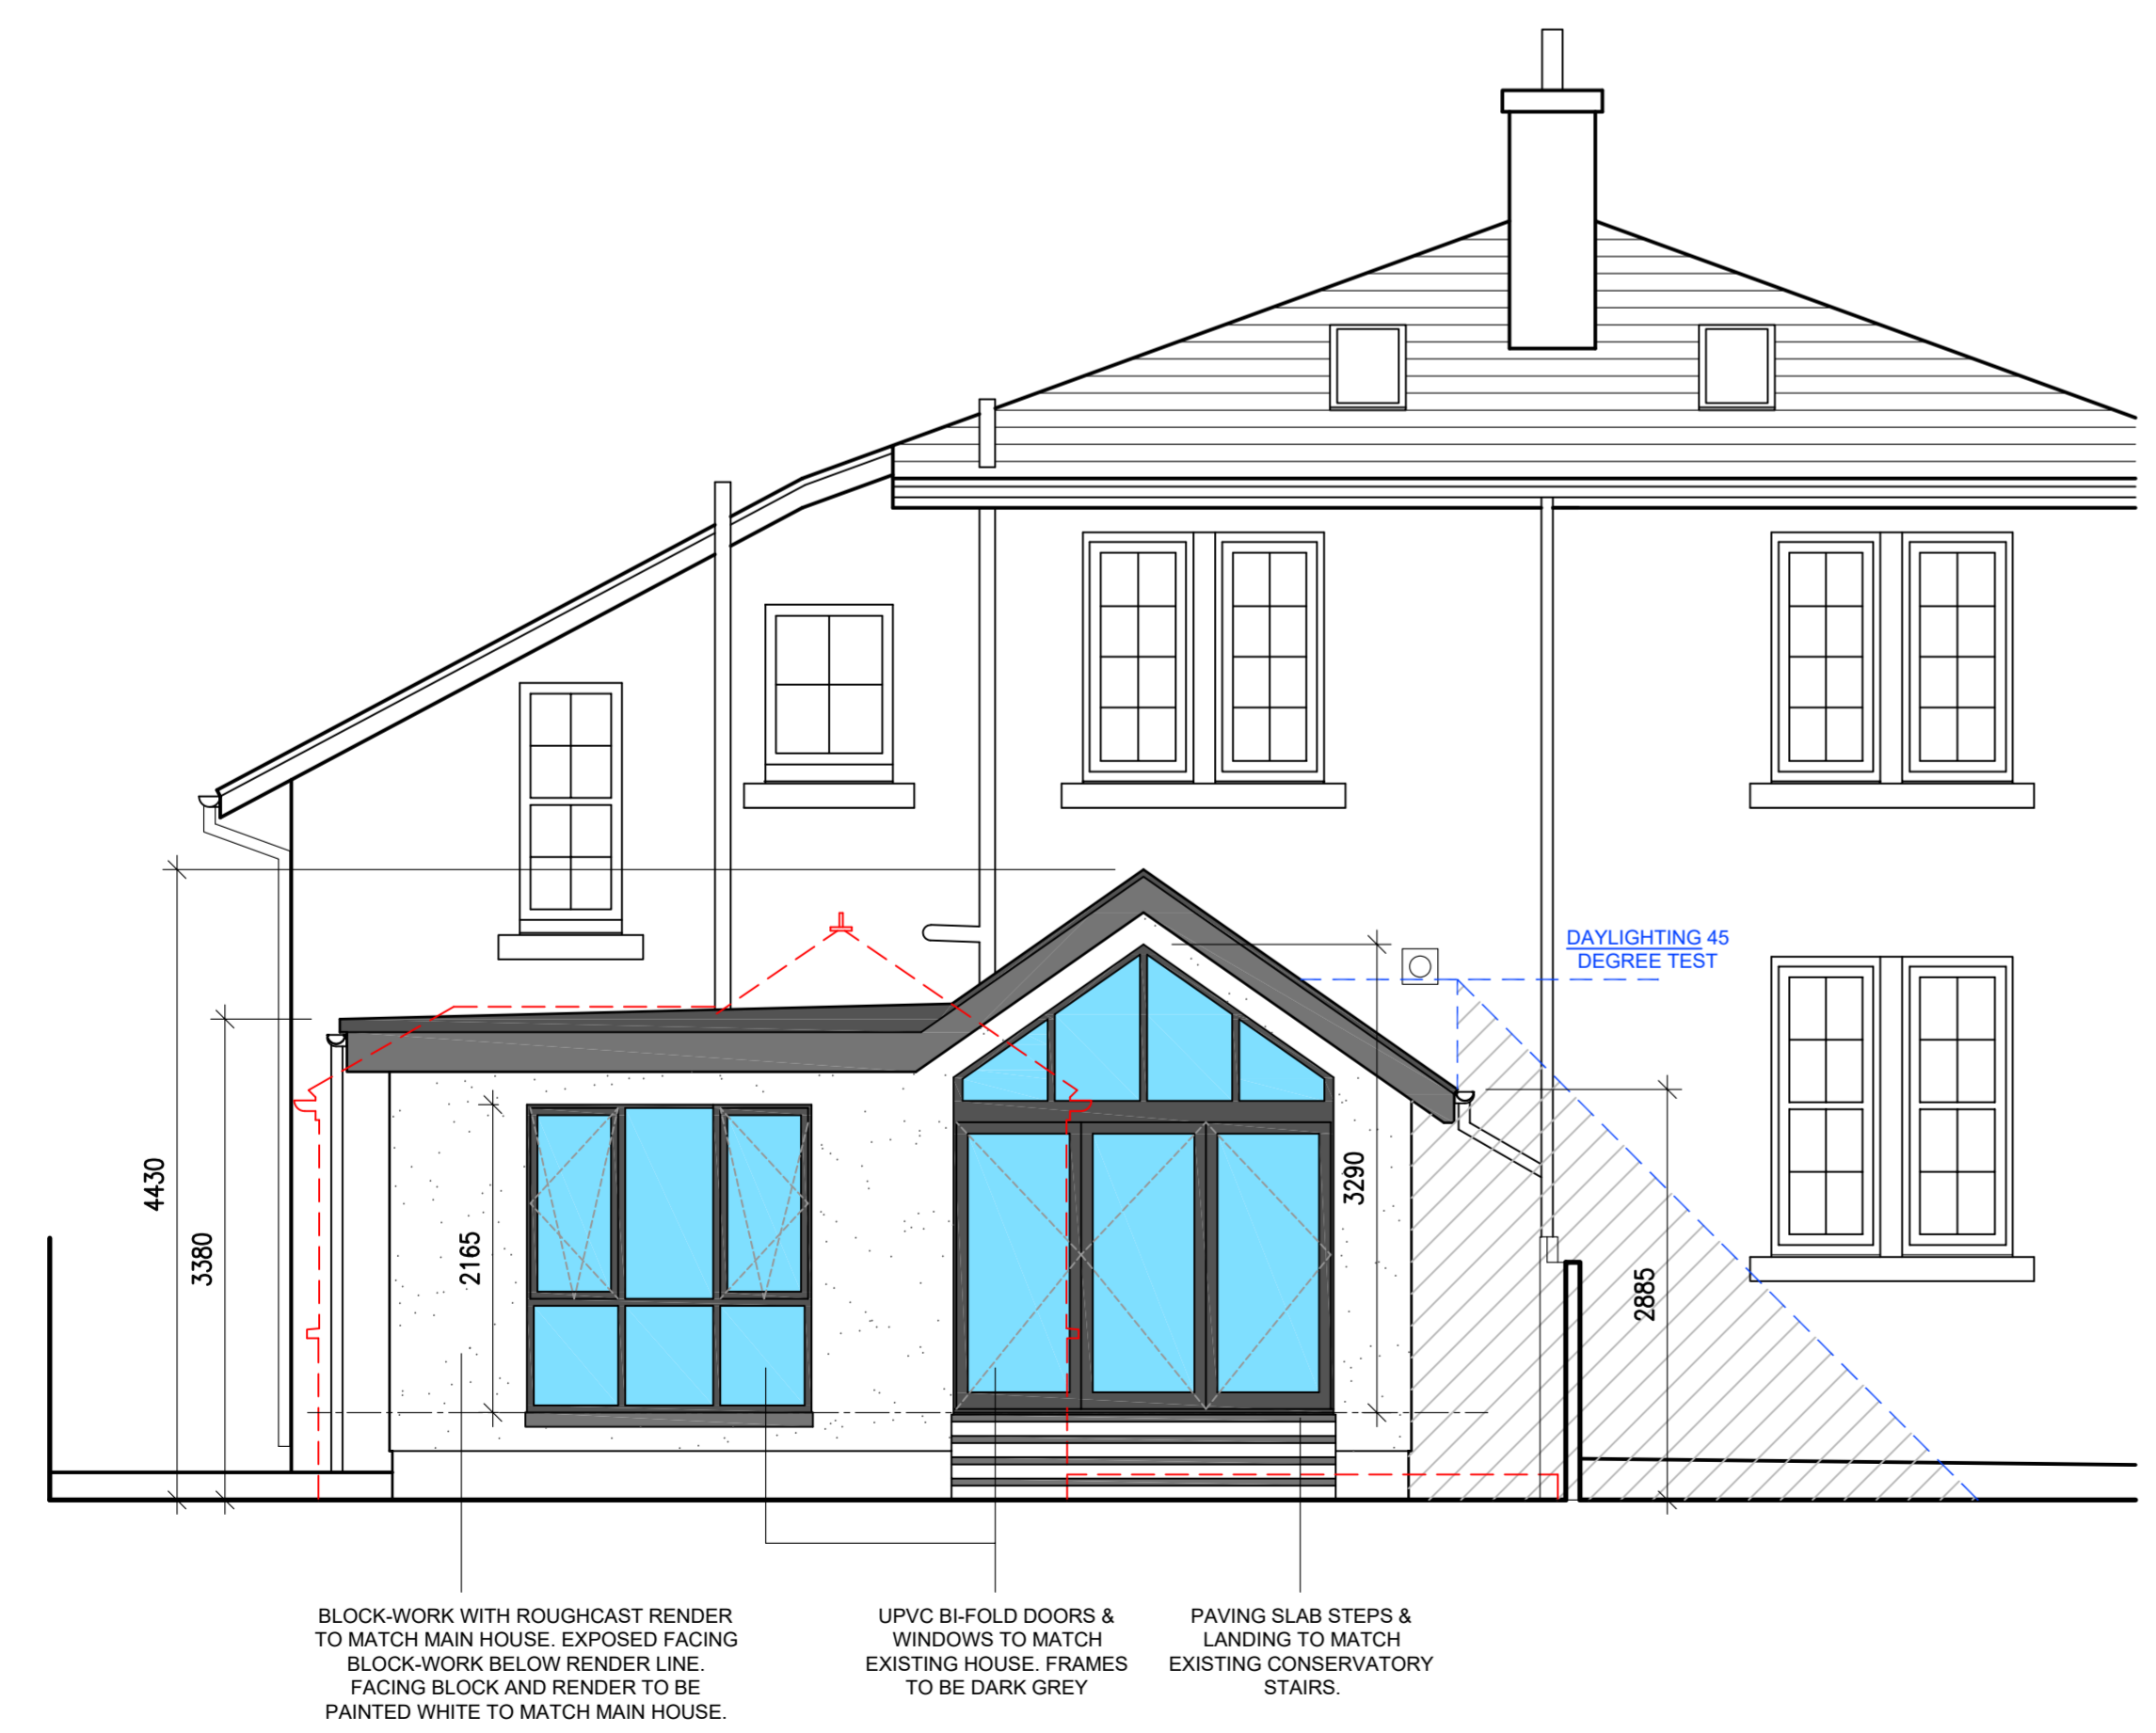 DAYLIGHTING 45
DEGREE TEST
4430
3380
2165
3290
2885
BLOCK-WORK WITH ROUGHCAST RENDER
TO MATCH MAIN HOUSE. EXPOSED FACING
BLOCK-WORK BELOW RENDER LINE.
FACING BLOCK AND RENDER TO BE
PAINTED WHITE TO MATCH MAIN HOUSE.
UPVC BI-FOLD DOORS &
WINDOWS TO MATCH
EXISTING HOUSE. FRAMES
TO BE DARK GREY
PAVING SLAB STEPS &
LANDING TO MATCH
EXISTING CONSERVATORY
STAIRS.